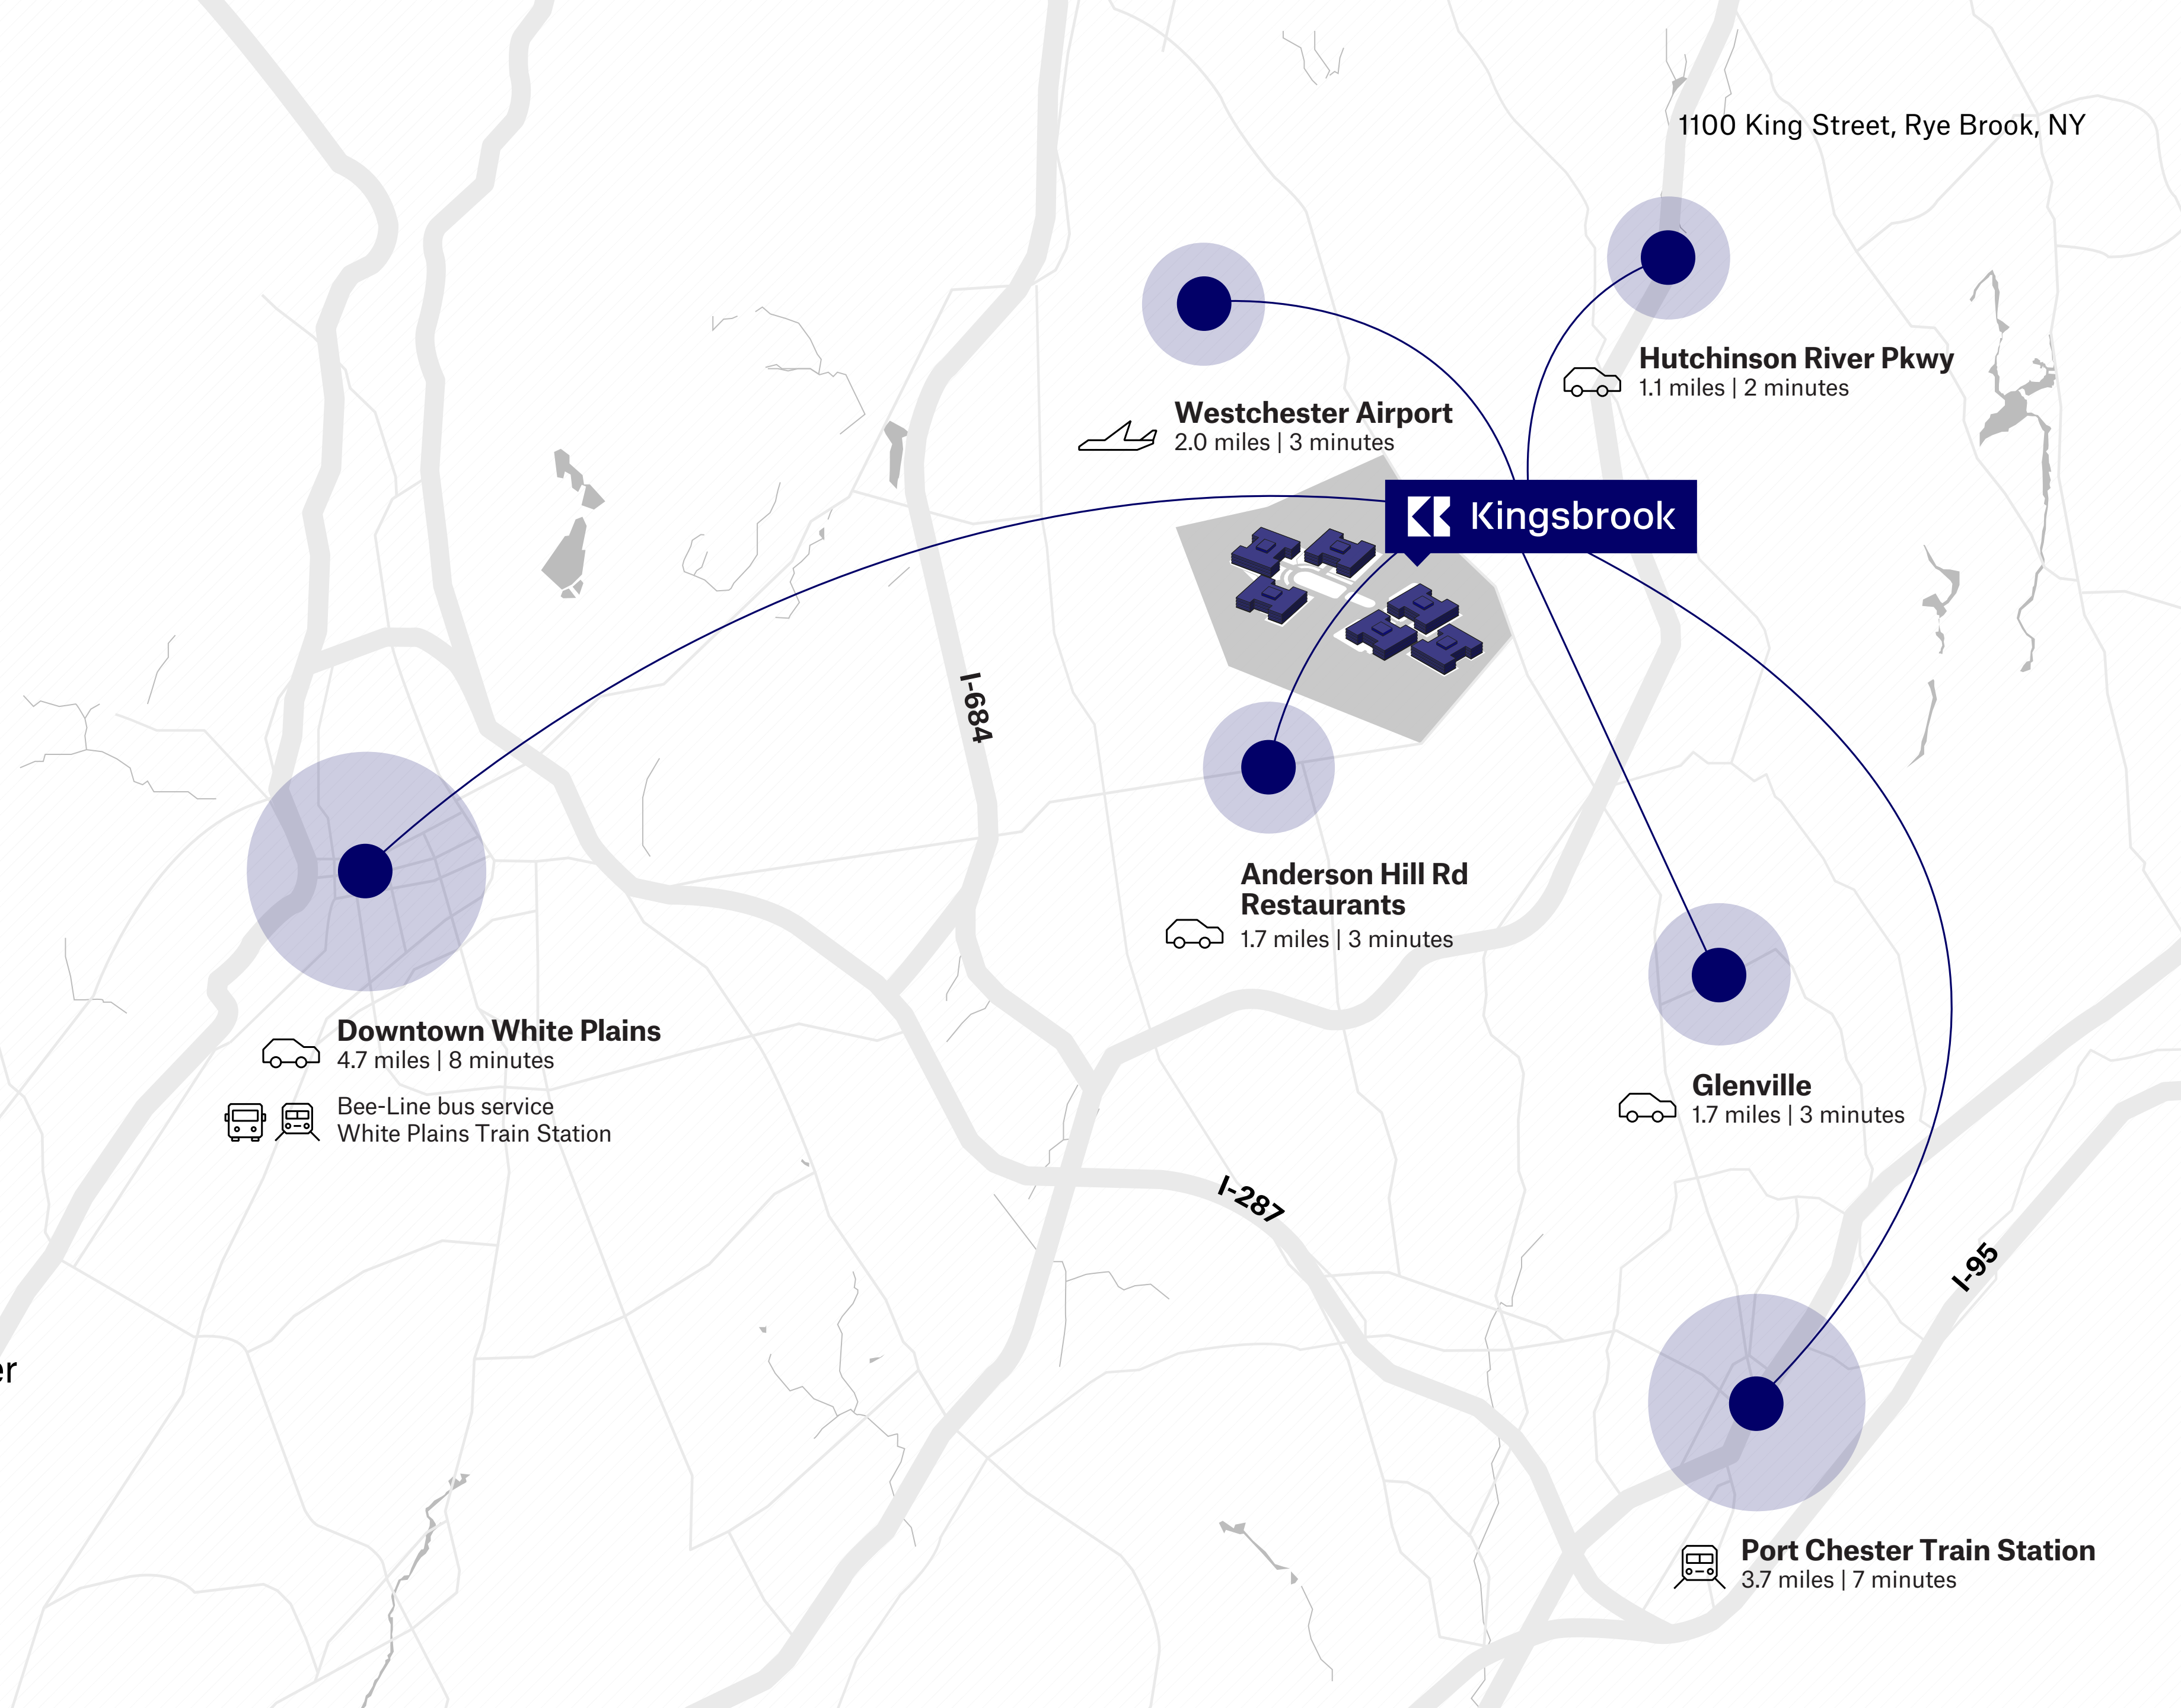 1100 King Street, Rye Brook, NY
Hutchinson River Pkwy
1.1 miles | 2 minutes
Westchester Airport
2.0 miles | 3 minutes
Kingsbrook
I-684
Anderson Hill Rd
Restaurants
1.7 miles | 3 minutes
Downtown White Plains
4.7 miles | 8 minutes
Bee-Line bus service
White Plains Train Station
Glenville
1.7 miles | 3 minutes
I-287
I-95
er
Port Chester Train Station
3.7 miles | 7 minutes